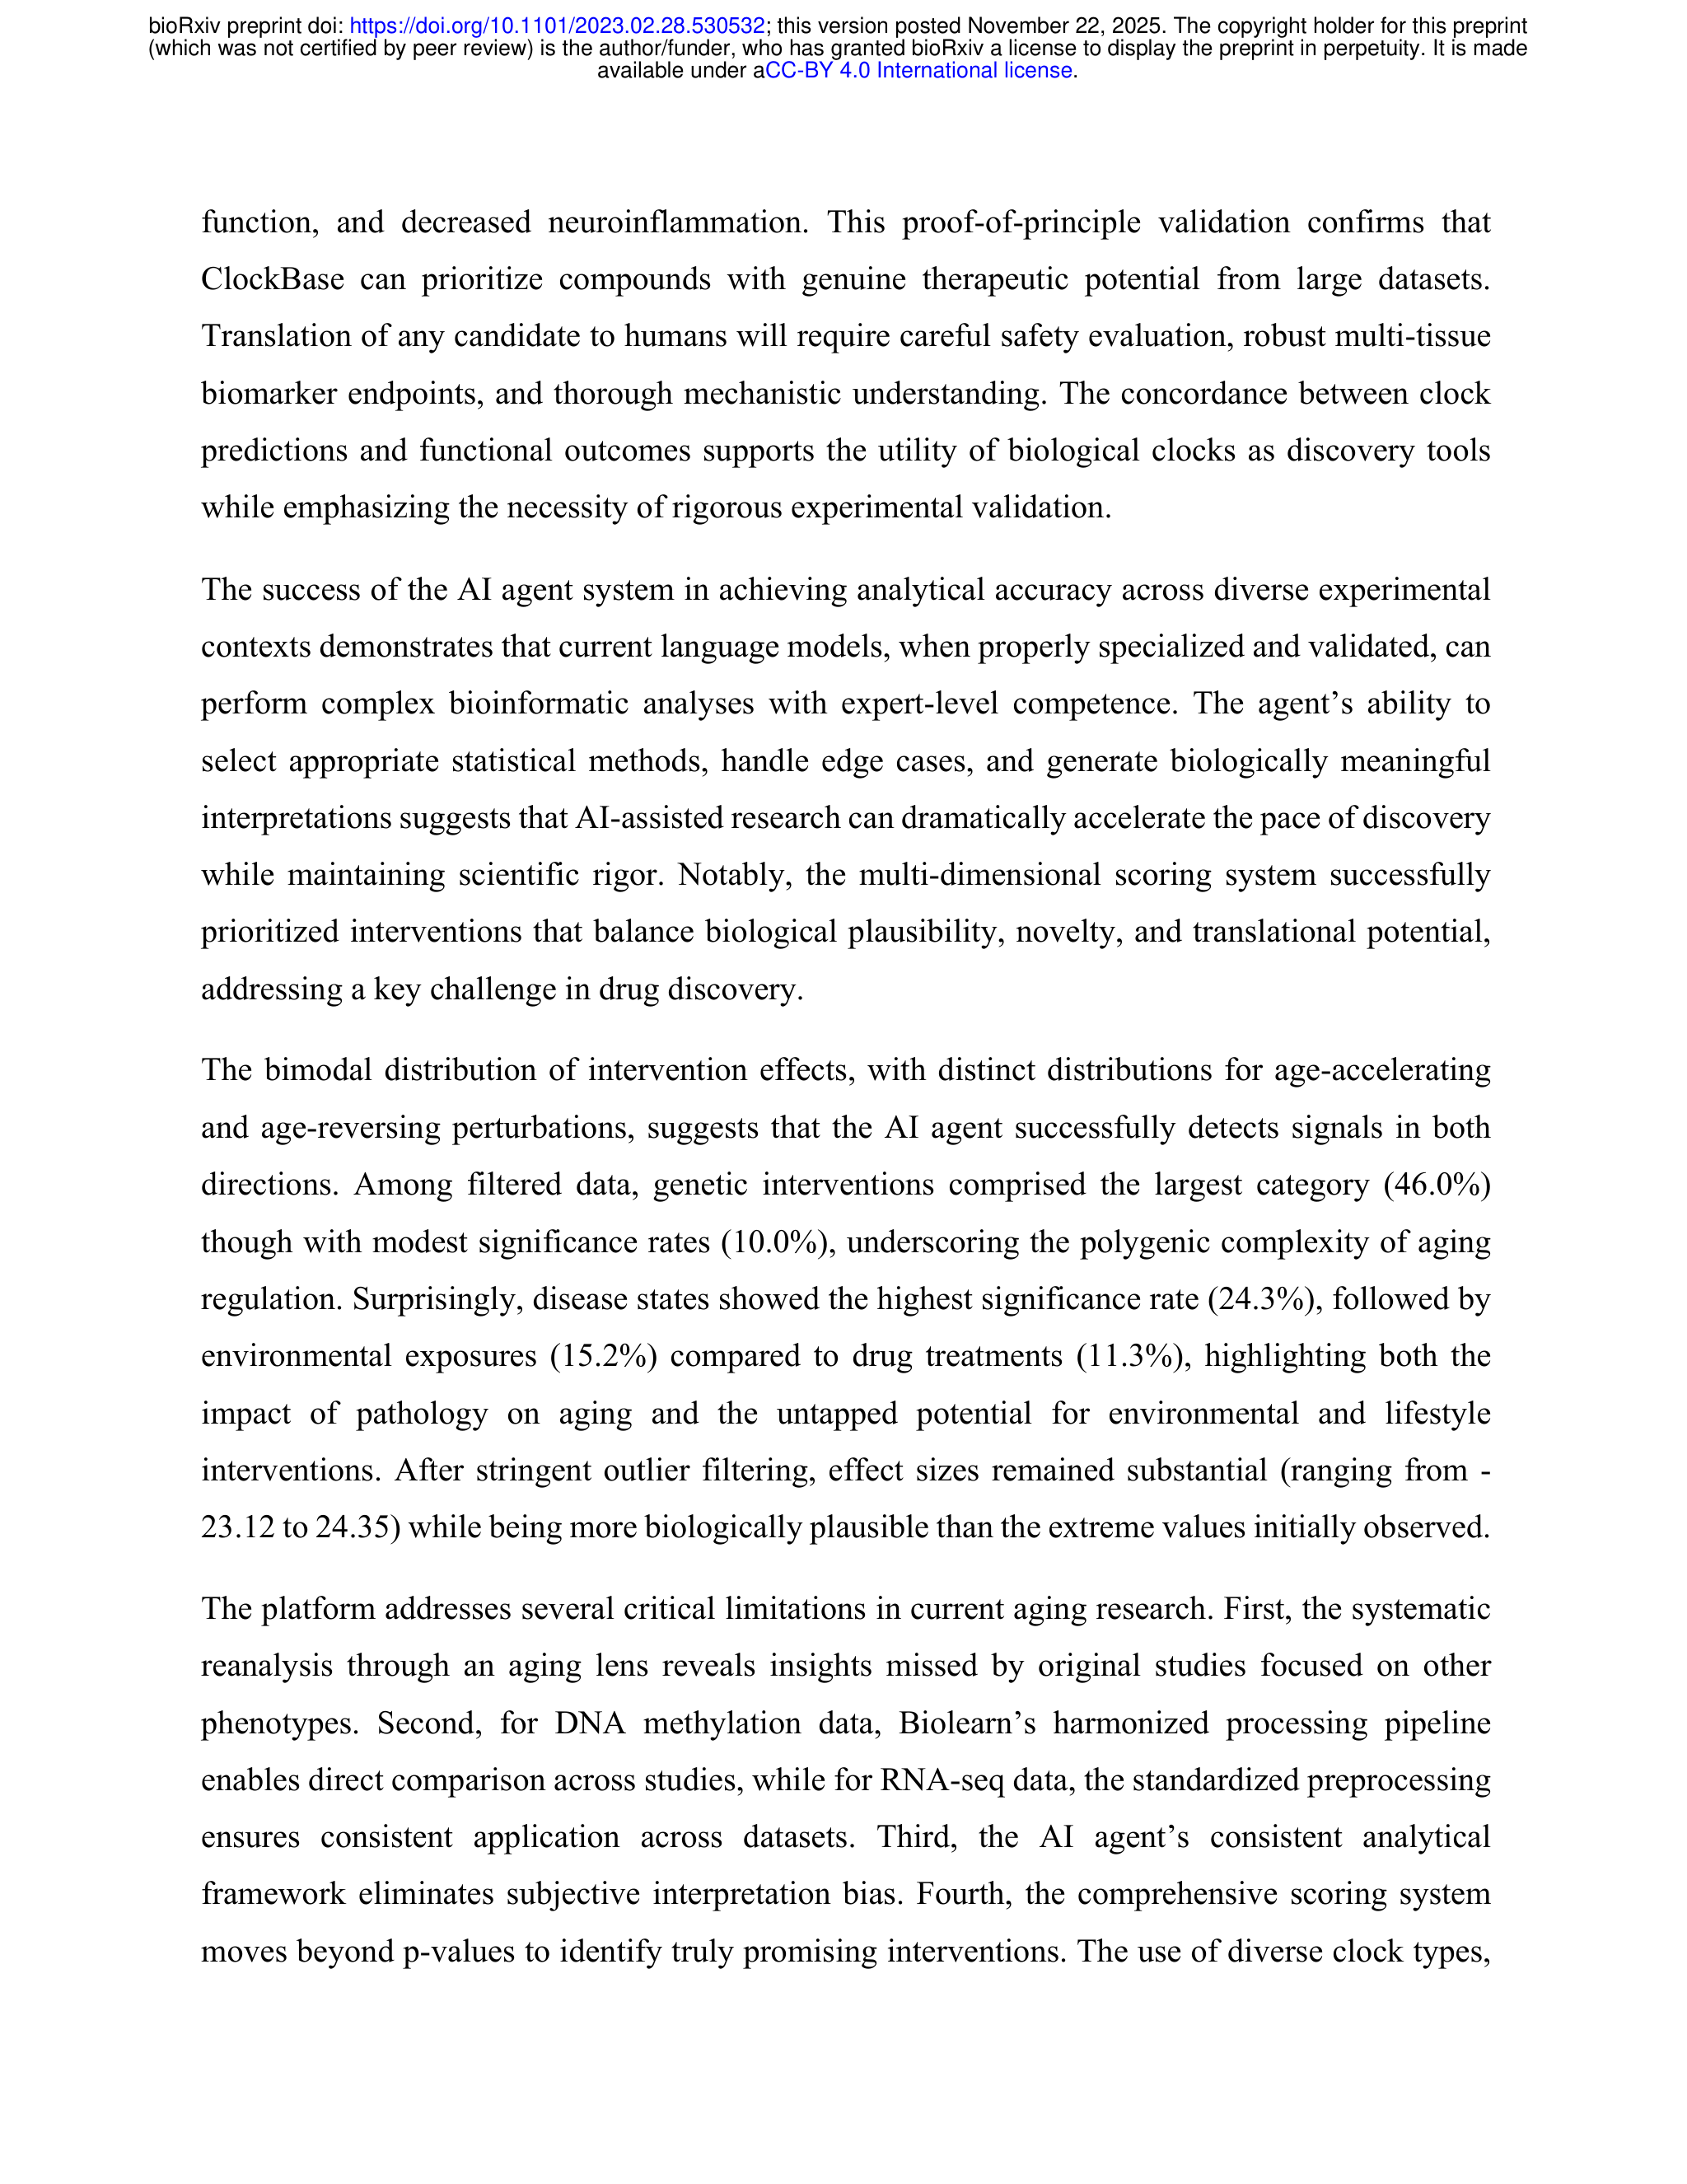 bioRxiv preprint doi: https://doi.org/10.1101/2023.02.28.530532; this version posted November 22, 2025. The copyright holder for this preprint
(which was not certified by peer review) is the author/funder, who has granted bioRxiv a license to display the preprint in perpetuity. It is made
available under aCC-BY 4.0 International license.
function, and decreased neuroinflammation. This proof-of-principle validation confirms that
ClockBase can prioritize compounds with genuine therapeutic potential from large datasets.
Translation of any candidate to humans will require careful safety evaluation, robust multi-tissue
biomarker endpoints, and thorough mechanistic understanding. The concordance between clock
predictions and functional outcomes supports the utility of biological clocks as discovery tools
while emphasizing the necessity of rigorous experimental validation.
The success of the AI agent system in achieving analytical accuracy across diverse experimental
contexts demonstrates that current language models, when properly specialized and validated, can
perform complex bioinformatic analyses with expert-level competence. The agent’s ability to
select appropriate statistical methods, handle edge cases, and generate biologically meaningful
interpretations suggests that AI-assisted research can dramatically accelerate the pace of discovery
while maintaining scientific rigor. Notably, the multi-dimensional scoring system successfully
prioritized interventions that balance biological plausibility, novelty, and translational potential,
addressing a key challenge in drug discovery.
The bimodal distribution of intervention effects, with distinct distributions for age-accelerating
and age-reversing perturbations, suggests that the AI agent successfully detects signals in both
directions. Among filtered data, genetic interventions comprised the largest category (46.0%)
though with modest significance rates (10.0%), underscoring the polygenic complexity of aging
regulation. Surprisingly, disease states showed the highest significance rate (24.3%), followed by
environmental exposures (15.2%) compared to drug treatments (11.3%), highlighting both the
impact of pathology on aging and the untapped potential for environmental and lifestyle
interventions. After stringent outlier filtering, effect sizes remained substantial (ranging from -
23.12 to 24.35) while being more biologically plausible than the extreme values initially observed.
The platform addresses several critical limitations in current aging research. First, the systematic
reanalysis through an aging lens reveals insights missed by original studies focused on other
phenotypes. Second, for DNA methylation data, Biolearn’s harmonized processing pipeline
enables direct comparison across studies, while for RNA-seq data, the standardized preprocessing
ensures consistent application across datasets. Third, the AI agent’s consistent analytical
framework eliminates subjective interpretation bias. Fourth, the comprehensive scoring system
moves beyond p-values to identify truly promising interventions. The use of diverse clock types,